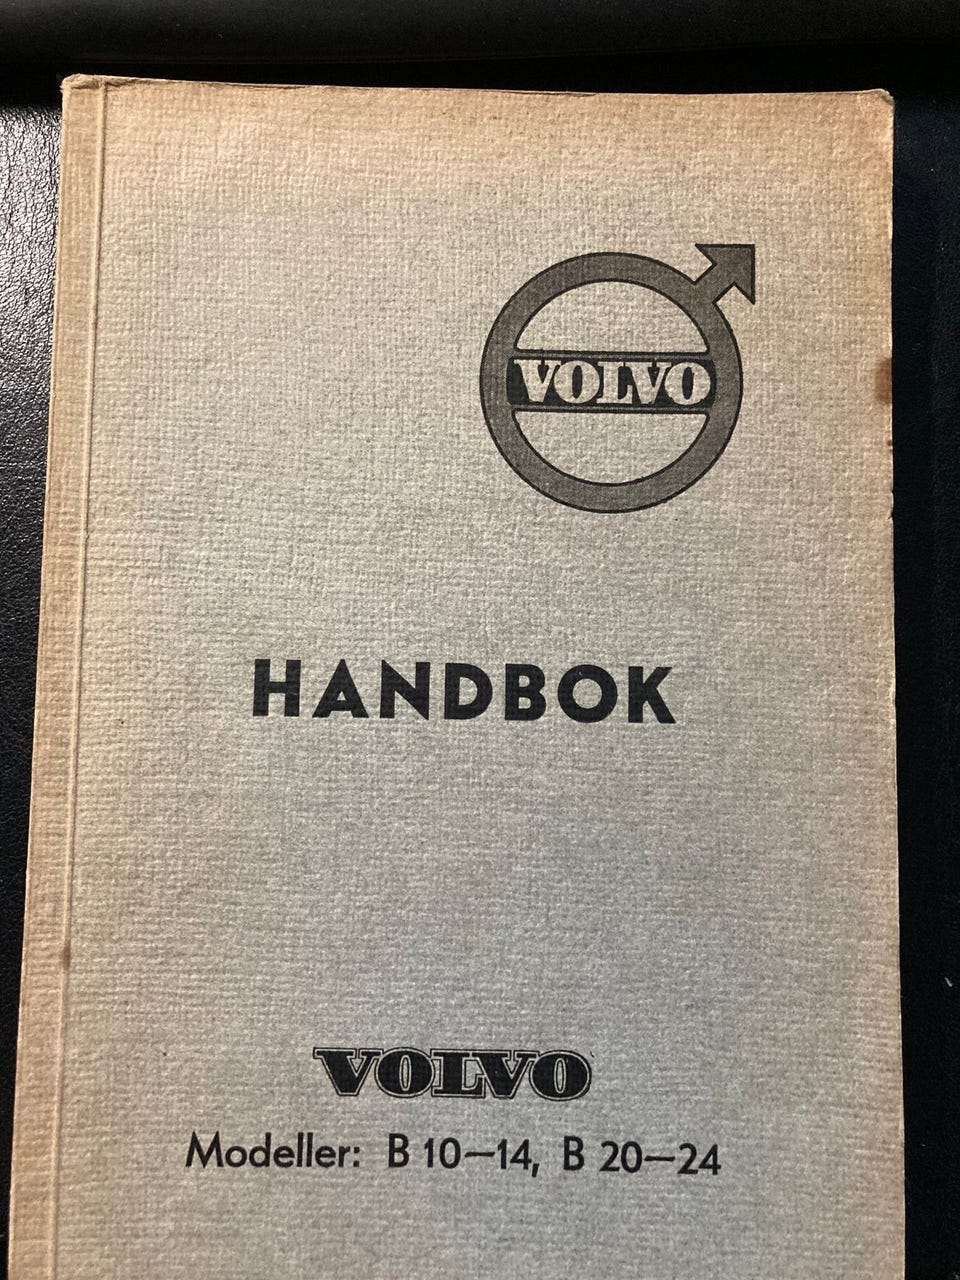 VOLVO
HANDBOK
VOLVO
Modeller: B 10—14, B 20—24